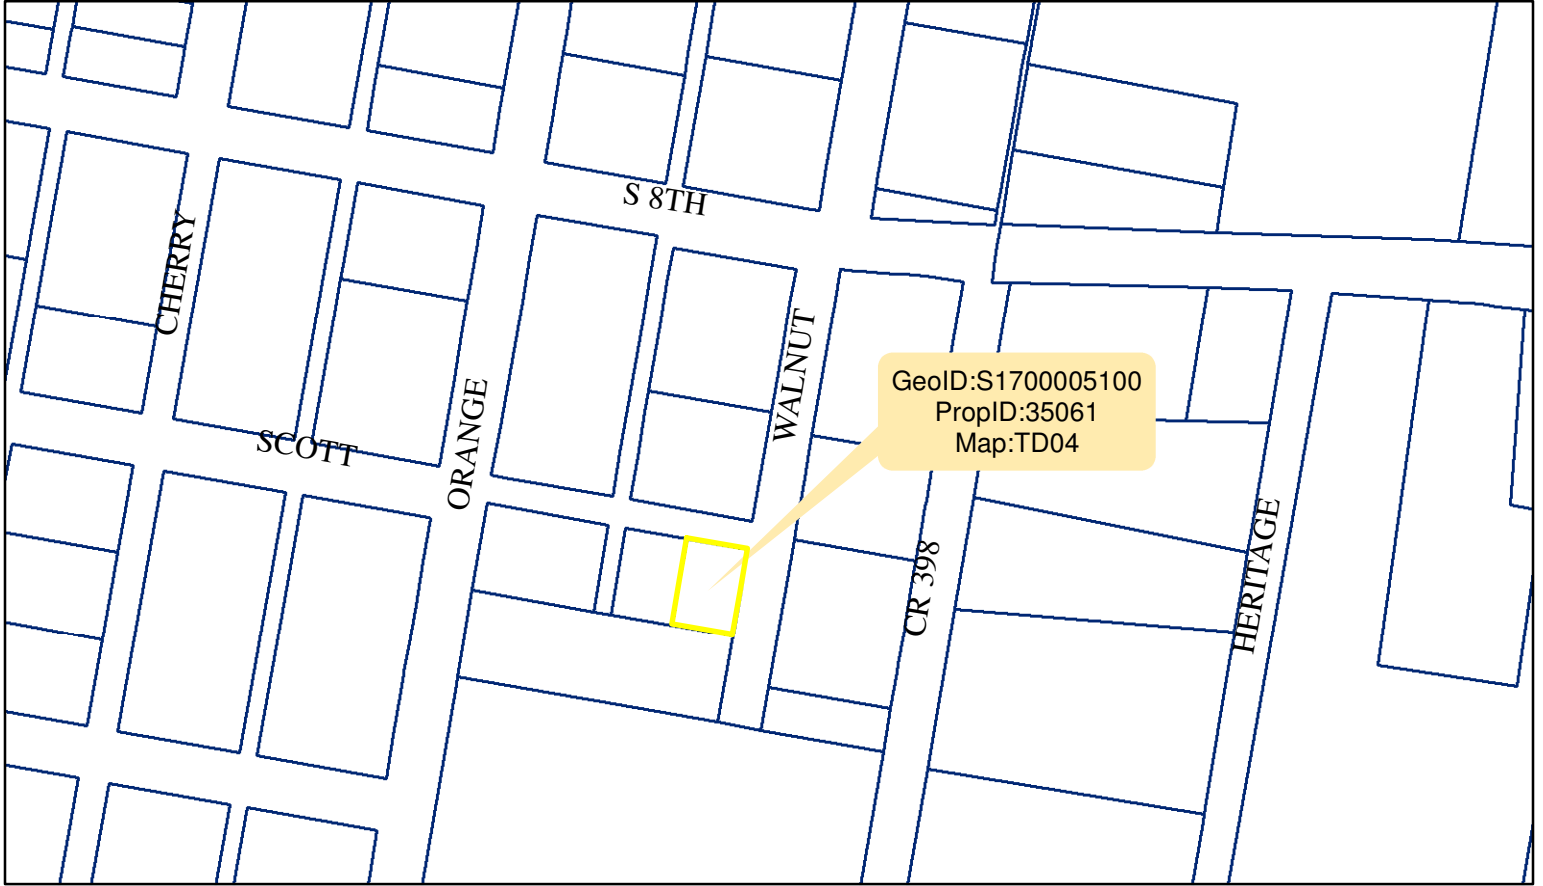 S 8TH
CHERRY
WALNUT
GeoID:S1700005100
PropID:35061
Map:TD04
ORANGE
SCOTT
CR 398
HERITAGE